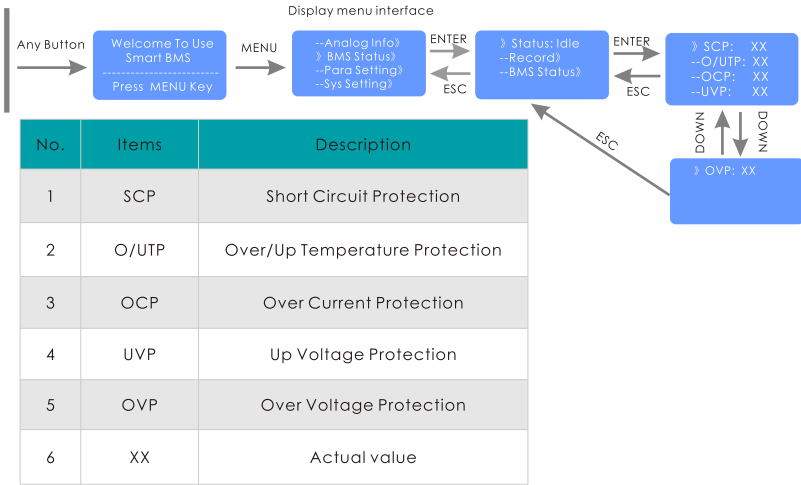 Display menu interface
Any Button
Welcome To Use
Smart BMS
Press MENU Key
MENU
--Analog Info》
》BMS Status》
--Para Setting》
--Sys Setting》
ENTER
ESC
》Status: Idle
--Record》
--BMS Status》
ENTER
ESC
》SCP: XX
--O/UTP: XX
--OCP: XX
--UVP: XX
DOWN
DOWN
》OVP: XX
ESC
No. Items Description
1 SCP Short Circuit Protection
2 O/UTP Over/Up Temperature Protection
3 OCP Over Current Protection
4 UVP Up Voltage Protection
5 OVP Over Voltage Protection
6 XX Actual value